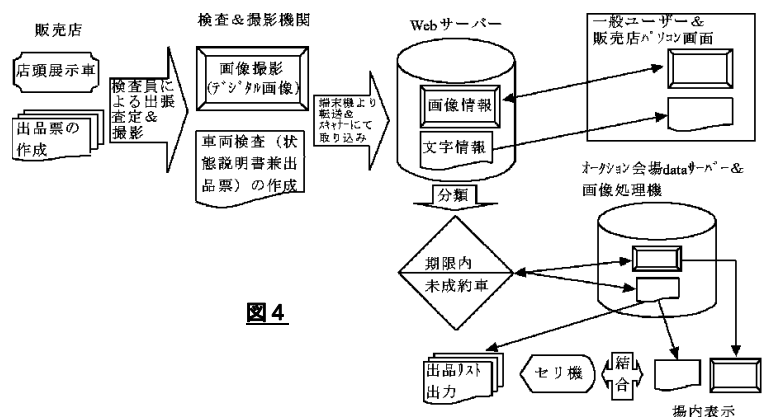 販売店
店頭展示車
出品票の
作成
検査員に
よる出張
査定&
撮影
検査&撮影機関
画像撮影
(ﾃﾞｼﾞﾀﾙ画像)
車両検査（状
態説明書兼出
品票）の作成
端末機より
転送&
ｽｷｬﾅｰにて
取り込み
Webサーバー
画像情報
文字情報
一般ユーザー&
販売店ﾊﾟｿｺﾝ画面
分類
期限内
未成約車
ｵｰｸｼｮﾝ会場dataｻｰﾊﾞｰ&
画像処理機
図４
出品ﾘｽﾄ
出力
セリ機
結
合
場内表示